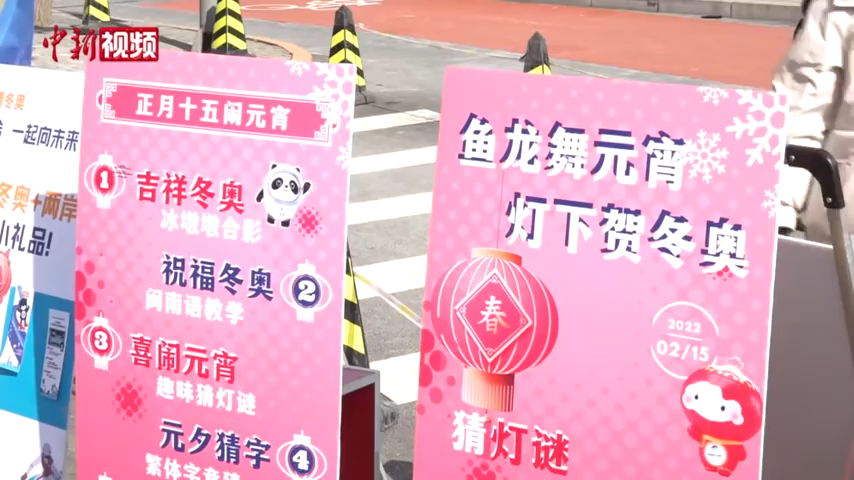 中新视频
冬奥
一起向未来
冬奥+两岸
小礼品!
正月十五闹元宵
1
吉祥冬奥
冰墩墩合影
祝福冬奥
2
闽南语教学
3
喜闹元宵
趣味猜灯谜
元夕猜字
4
繁体字竞猜
鱼龙舞元宵
灯下贺冬奥
春
2022
02/15
猜灯谜